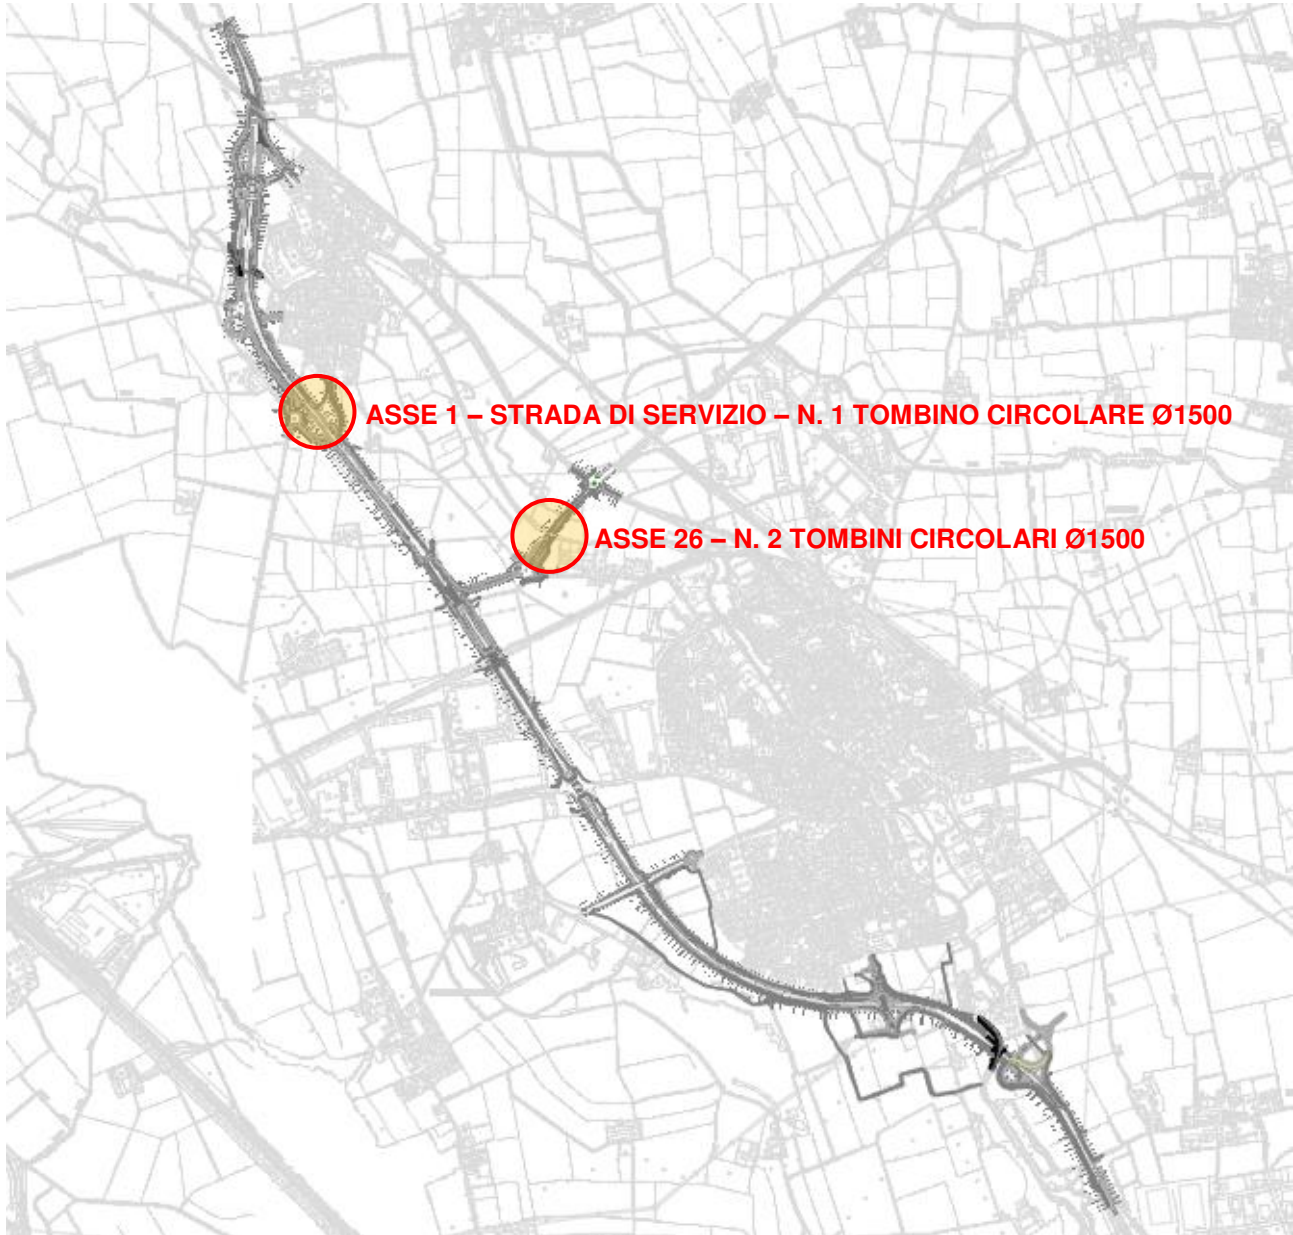 ASSE 1 – STRADA DI SERVIZIO – N. 1 TOMBINO CIRCOLARE Ø1500
ASSE 26 – N. 2 TOMBINI CIRCOLARI Ø1500